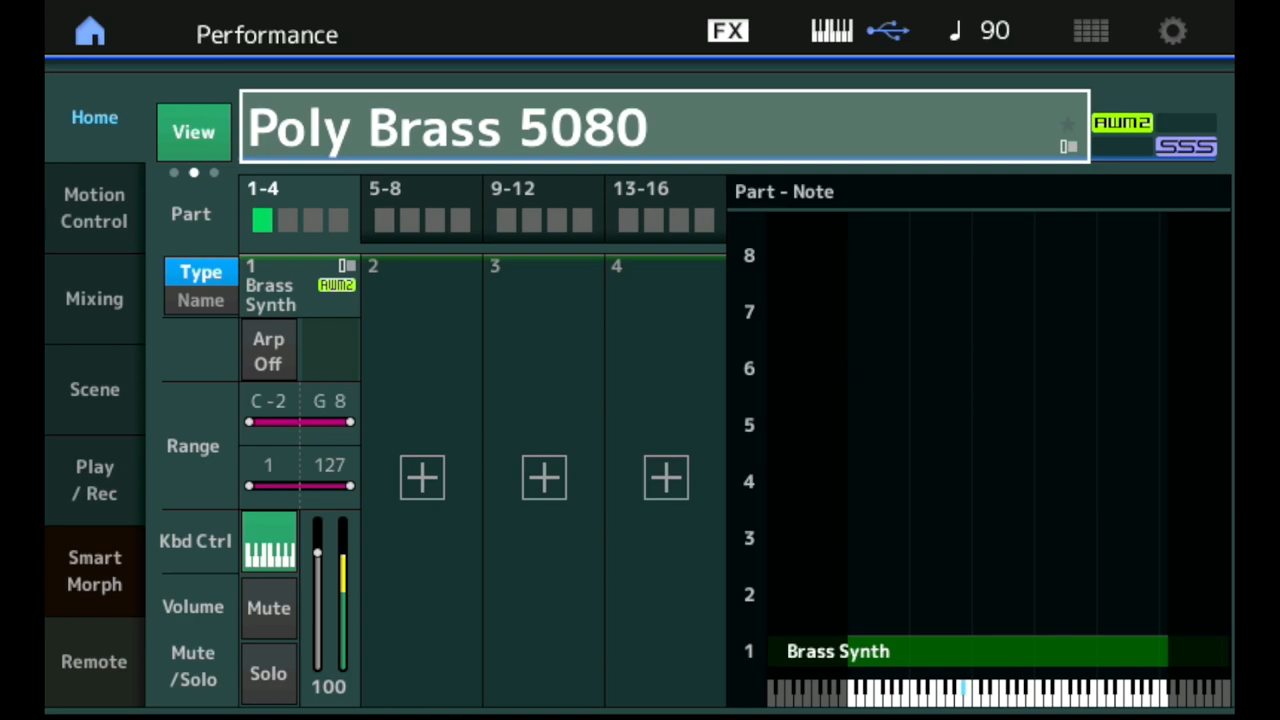 Performance
FX
90
Home
View
Poly Brass 5080
AWM2
SSS
Motion
Control
Part
1-4
5-8
9-12
13-16
Part - Note
Type
Name
1
Brass
Synth
AWM2
2
3
4
8
7
6
5
4
3
2
1
Mixing
Arp
Off
Scene
Range
C -2
G 8
1
127
Play
/ Rec
Kbd Ctrl
Smart
Morph
Volume
Mute
Mute
/Solo
Solo
100
Remote
Brass Synth